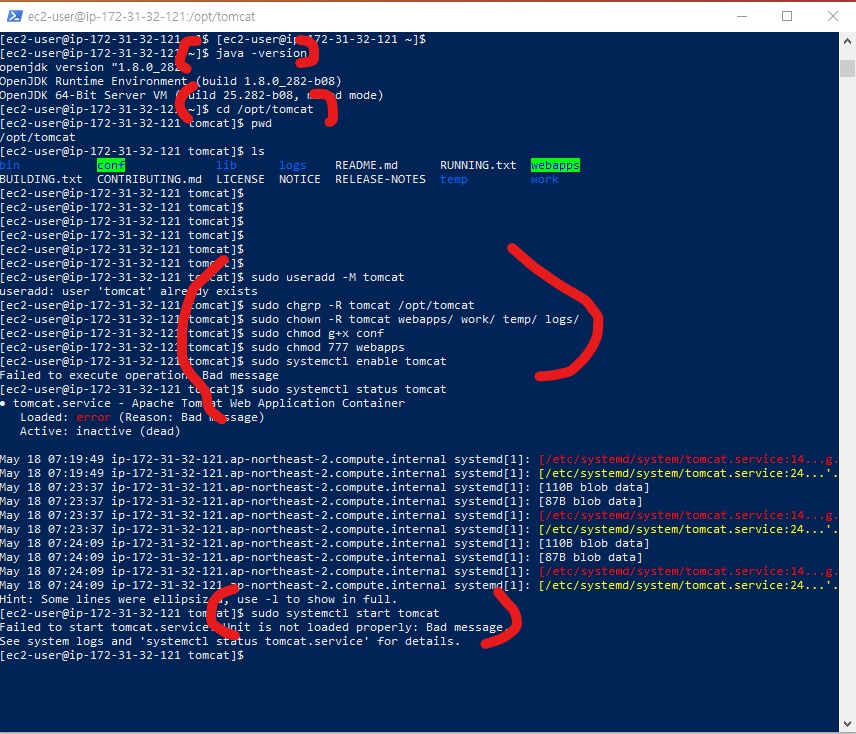 ec2-user@ip-172-31-32-121:/opt/tomcat
[ec2-user@ip-172-31-32-121 ~]$ [ec2-user@ip-172-31-32-121 ~]$
[ec2-user@ip-172-31-32-121 ~]$ java -version
openjdk version "1.8.0_282
OpenJDK Runtime Environment (build 1.8.0_282-b08)
OpenJDK 64-Bit Server VM (build 25.282-b08, mixed mode)
[ec2-user@ip-172-31-32-121 ~]$ cd /opt/tomcat
[ec2-user@ip-172-31-32-121 tomcat]$ pwd
/opt/tomcat
[ec2-user@ip-172-31-32-121 tomcat]$ ls
bin conf lib logs README.md RUNNING.txt webapps
BUILDING.txt CONTRIBUTING.md LICENSE NOTICE RELEASE-NOTES temp work
[ec2-user@ip-172-31-32-121 tomcat]$
[ec2-user@ip-172-31-32-121 tomcat]$
[ec2-user@ip-172-31-32-121 tomcat]$
[ec2-user@ip-172-31-32-121 tomcat]$
[ec2-user@ip-172-31-32-121 tomcat]$
[ec2-user@ip-172-31-32-121 tomcat]$
[ec2-user@ip-172-31-32-121 tomcat]$ sudo useradd -M tomcat
useradd: user 'tomcat' already exists
[ec2-user@ip-172-31-32-121 tomcat]$ sudo chgrp -R tomcat /opt/tomcat
[ec2-user@ip-172-31-32-121 tomcat]$ sudo chown -R tomcat webapps/ work/ temp/ logs/
[ec2-user@ip-172-31-32-121 tomcat]$ sudo chmod g+x conf
[ec2-user@ip-172-31-32-121 tomcat]$ sudo chmod 777 webapps
[ec2-user@ip-172-31-32-121 tomcat]$ sudo systemctl enable tomcat
Failed to execute operation: Bad message
[ec2-user@ip-172-31-32-121 tomcat]$ sudo systemctl status tomcat
● tomcat.service - Apache Tomcat Web Application Container
Loaded: error (Reason: Bad message)
Active: inactive (dead)
May 18 07:19:49 ip-172-31-32-121.ap-northeast-2.compute.internal systemd[1]: [/etc/systemd/system/tomcat.service:14...g.
May 18 07:19:49 ip-172-31-32-121.ap-northeast-2.compute.internal systemd[1]: [/etc/systemd/system/tomcat.service:24...'.
May 18 07:23:37 ip-172-31-32-121.ap-northeast-2.compute.internal systemd[1]: [110B blob data]
May 18 07:23:37 ip-172-31-32-121.ap-northeast-2.compute.internal systemd[1]: [87B blob data]
May 18 07:23:37 ip-172-31-32-121.ap-northeast-2.compute.internal systemd[1]: [/etc/systemd/system/tomcat.service:14...g.
May 18 07:23:37 ip-172-31-32-121.ap-northeast-2.compute.internal systemd[1]: [/etc/systemd/system/tomcat.service:24...'.
May 18 07:24:09 ip-172-31-32-121.ap-northeast-2.compute.internal systemd[1]: [110B blob data]
May 18 07:24:09 ip-172-31-32-121.ap-northeast-2.compute.internal systemd[1]: [87B blob data]
May 18 07:24:09 ip-172-31-32-121.ap-northeast-2.compute.internal systemd[1]: [/etc/systemd/system/tomcat.service:14...g.
May 18 07:24:09 ip-172-31-32-121.ap-northeast-2.compute.internal systemd[1]: [/etc/systemd/system/tomcat.service:24...'.
Hint: Some lines were ellipsized, use -l to show in full.
[ec2-user@ip-172-31-32-121 tomcat]$ sudo systemctl start tomcat
Failed to start tomcat.service: Unit is not loaded properly: Bad message.
See system logs and 'systemctl status tomcat.service' for details.
[ec2-user@ip-172-31-32-121 tomcat]$